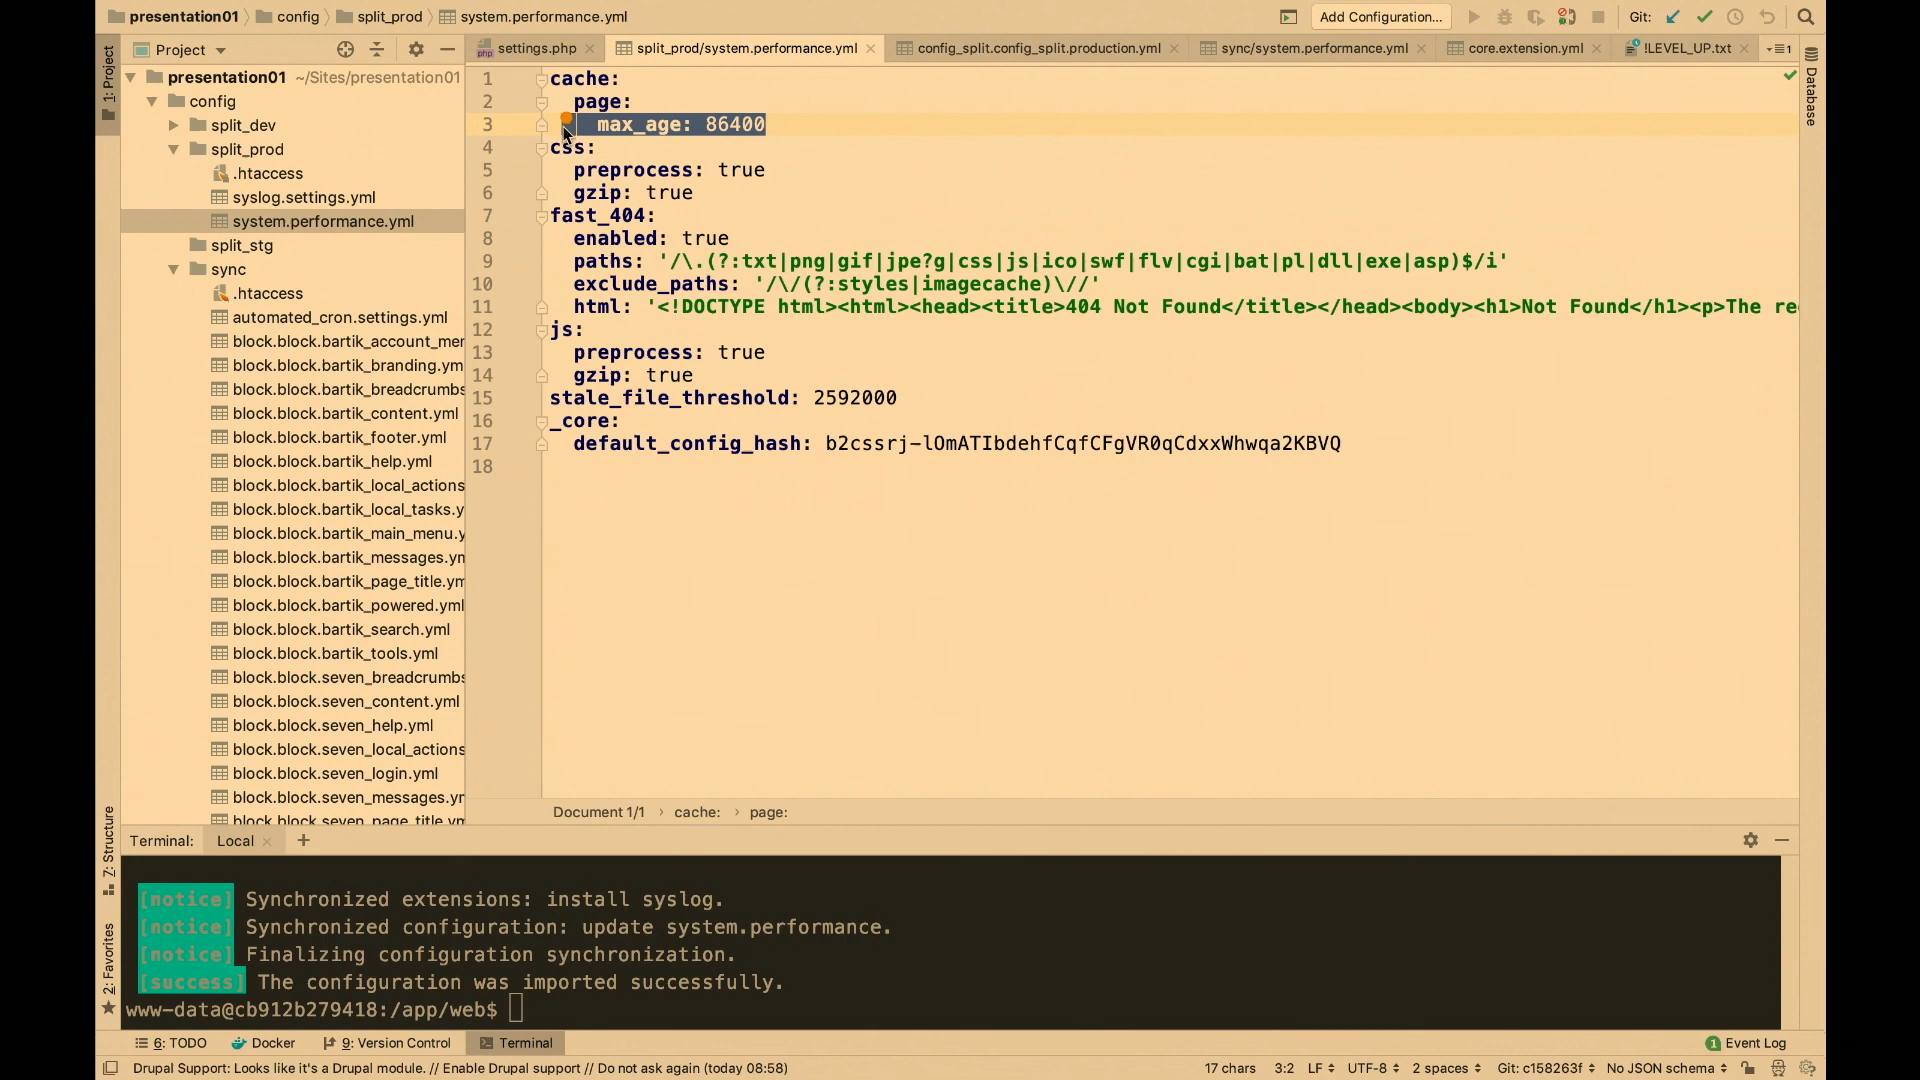 presentation01 config split_prod system.performance.yml Add Configuration... Git:
1: Project
Project
settings.php split_prod/system.performance.yml config_split.config_split.production.yml sync/system.performance.yml core.extension.yml !LEVEL_UP.txt 1
Database
presentation01 ~/Sites/presentation01
config
split_dev
split_prod
.htaccess
syslog.settings.yml
system.performance.yml
split_stg
sync
.htaccess
automated_cron.settings.yml
block.block.bartik_account_men
block.block.bartik_branding.ym
block.block.bartik_breadcrumbs
block.block.bartik_content.yml
block.block.bartik_footer.yml
block.block.bartik_help.yml
block.block.bartik_local_actions
block.block.bartik_local_tasks.y
block.block.bartik_main_menu.y
block.block.bartik_messages.yn
block.block.bartik_page_title.ym
block.block.bartik_powered.yml
block.block.bartik_search.yml
block.block.bartik_tools.yml
block.block.seven_breadcrumbs
block.block.seven_content.yml
block.block.seven_help.yml
block.block.seven_local_actions
block.block.seven_login.yml
block.block.seven_messages.yn
block.block.seven_page_title.ym
1 cache:
2 page:
3 max_age: 86400
4 css:
5 preprocess: true
6 gzip: true
7 fast_404:
8 enabled: true
9 paths: '/\.(?:txt|png|gif|jpe?g|css|js|ico|swf|flv|cgi|bat|pl|dll|exe|asp)$/i'
10 exclude_paths: '/\/(?:styles|imagecache)\//'
11 html: '<!DOCTYPE html><html><head><title>404 Not Found</title></head><body><h1>Not Found</h1><p>The re
12 js:
13 preprocess: true
14 gzip: true
15 stale_file_threshold: 2592000
16 _core:
17 default_config_hash: b2cssrj-lOmATIbdehfCqfCFgVR0qCdxxWhwqa2KBVQ
18
Document 1/1 › cache: › page:
Z: Structure
2: Favorites
Terminal: Local +
[notice] Synchronized extensions: install syslog.
[notice] Synchronized configuration: update system.performance.
[notice] Finalizing configuration synchronization.
[success] The configuration was imported successfully.
www-data@cb912b279418:/app/web$
6: TODO Docker 9: Version Control Terminal 1 Event Log
Drupal Support: Looks like it's a Drupal module. // Enable Drupal support // Do not ask again (today 08:58) 17 chars 3:2 LF UTF-8 2 spaces Git: c158263f No JSON schema